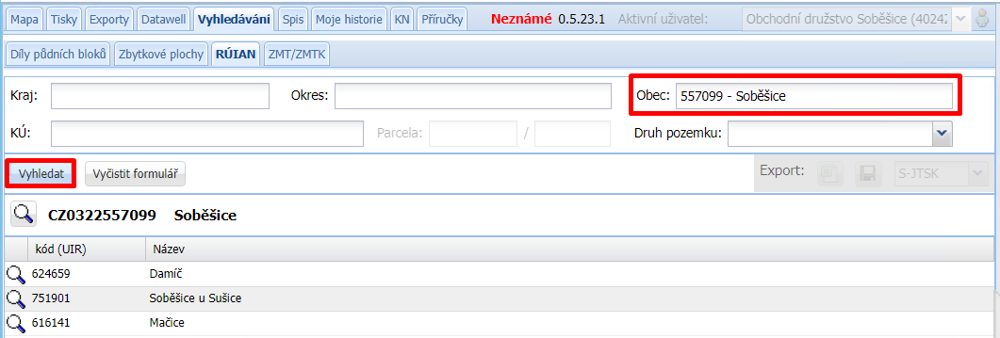 Mapa Tisky Exporty Datawell Vyhledávání Spis Moje historie KN Příručky Neznámé 0.5.23.1 Aktivní uživatel: Obchodní družstvo Soběšice (4024
Díly půdních bloků Zbytkové plochy RÚIAN ZMT/ZMTK
Kraj: Okres: Obec: 557099 - Soběšice
KÚ: Parcela: / Druh pozemku:
Vyhledat Vyčistit formulář Export: S-JTSK
CZ0322557099 Soběšice
kód (UIR) Název
624659 Damíč
751901 Soběšice u Sušice
616141 Mačice